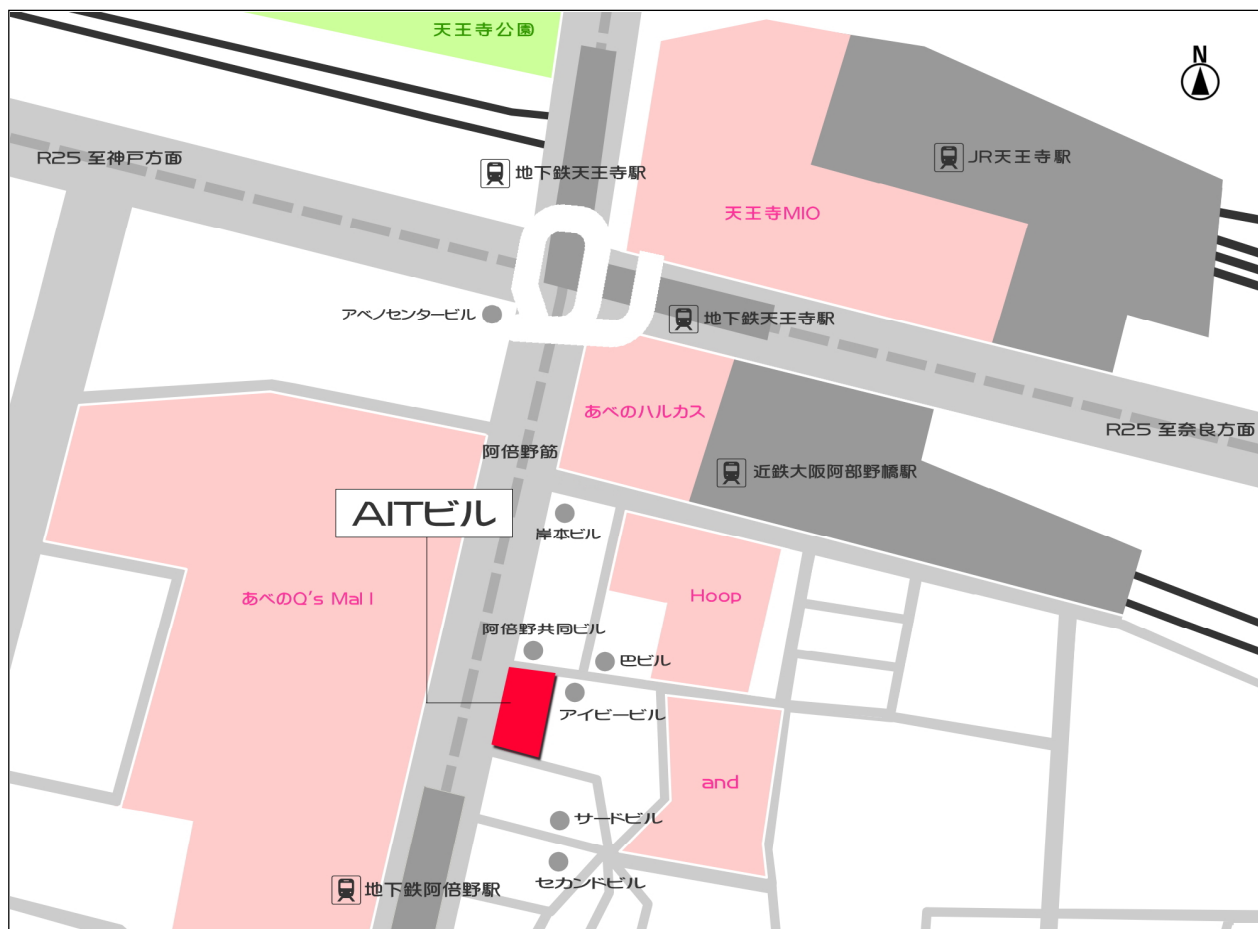 天王寺公園
N
R25 至神戸方面
地下鉄天王寺駅
JR天王寺駅
天王寺MIO
アベノセンタービル
地下鉄天王寺駅
あべのハルカス
R25 至奈良方面
阿倍野筋
近鉄大阪阿部野橋駅
AITビル
岸本ビル
あべのQ's Mall
Hoop
阿倍野共同ビル
巴ビル
アイビービル
and
サードビル
セカンドビル
地下鉄阿倍野駅